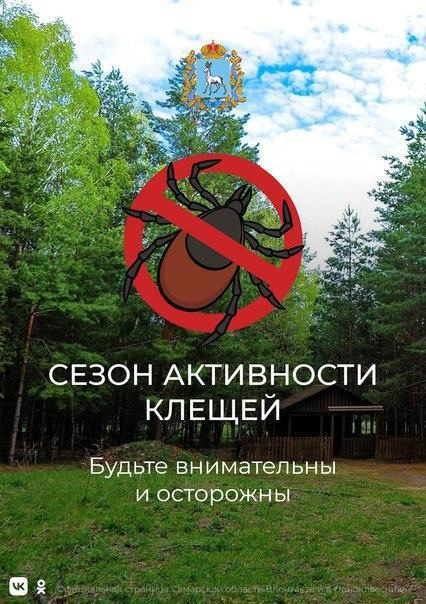 СЕЗОН АКТИВНОСТИ
КЛЕЩЕЙ
Будьте внимательны
и осторожны
Официальная страница Самарской области ВКонтакте и в Одноклассниках